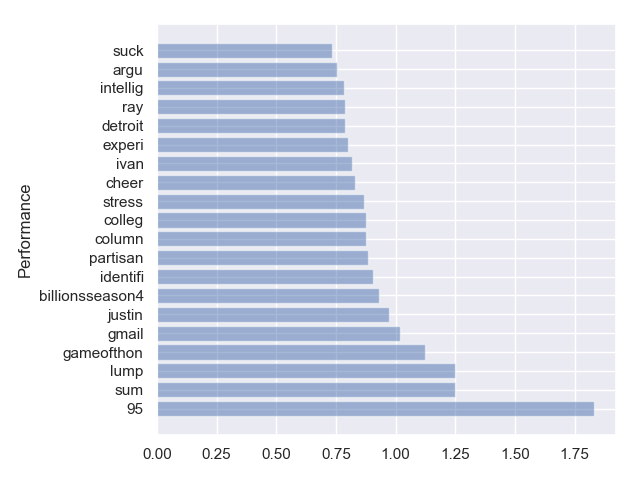 suck
argu
intellig
ray
detroit
experi
ivan
cheer
stress
colleg
column
partisan
identifi
billionsseason4
justin
gmail
gameofthon
lump
sum
95
Performance
0.00 0.25 0.50 0.75 1.00 1.25 1.50 1.75